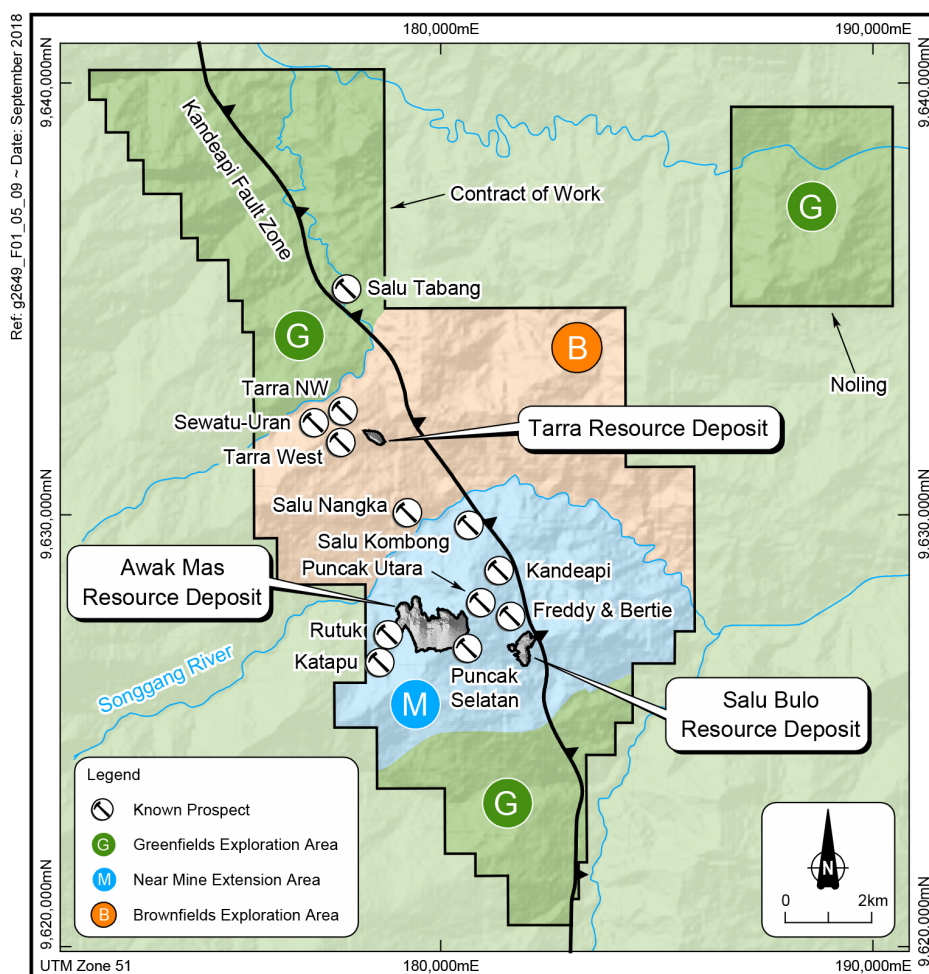 Ref: g2649_F01_05_09 ~ Date: September 2018
180,000mE
190,000mE
9,640,000mN
9,640,000mN
Kandeapi Fault Zone
Contract of Work
G
Salu Tabang
G
B
Noling
Tarra NW
Sewatu-Uran
Tarra West
Tarra Resource Deposit
Salu Nangka
9,630,000mN
9,630,000mN
Salu Kombong
Puncak Utara
Kandeapi
Awak Mas
Resource Deposit
Freddy & Bertie
Rutuk
Katapu
Songgang River
Puncak
Selatan
M
Salu Bulo
Resource Deposit
G
Legend
Known Prospect
G Greenfields Exploration Area
M Near Mine Extension Area
B Brownfields Exploration Area
N
0 2km
9,620,000mN
9,620,000mN
UTM Zone 51
180,000mE
190,000mE